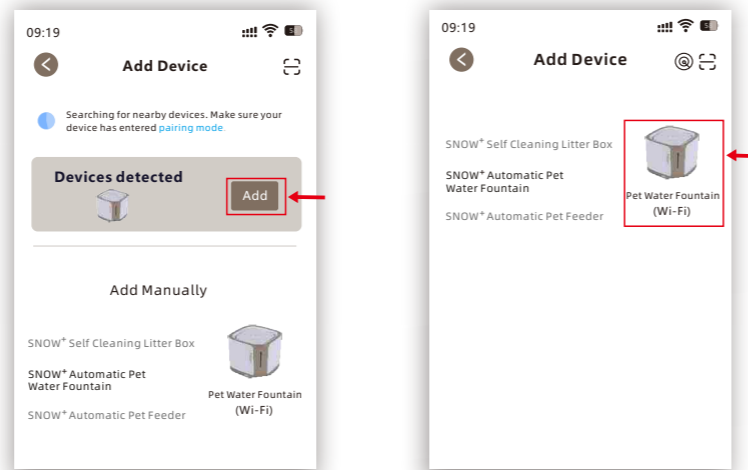 09:19
Add Device
Searching for nearby devices. Make sure your
device has entered pairing mode.
Devices detected
Add
Add Manually
SNOW⁺ Self Cleaning Litter Box
SNOW⁺ Automatic Pet
Water Fountain
SNOW⁺ Automatic Pet Feeder
Pet Water Fountain
(Wi-Fi)
09:19
Add Device
SNOW⁺ Self Cleaning Litter Box
SNOW⁺ Automatic Pet
Water Fountain
SNOW⁺ Automatic Pet Feeder
Pet Water Fountain
(Wi-Fi)